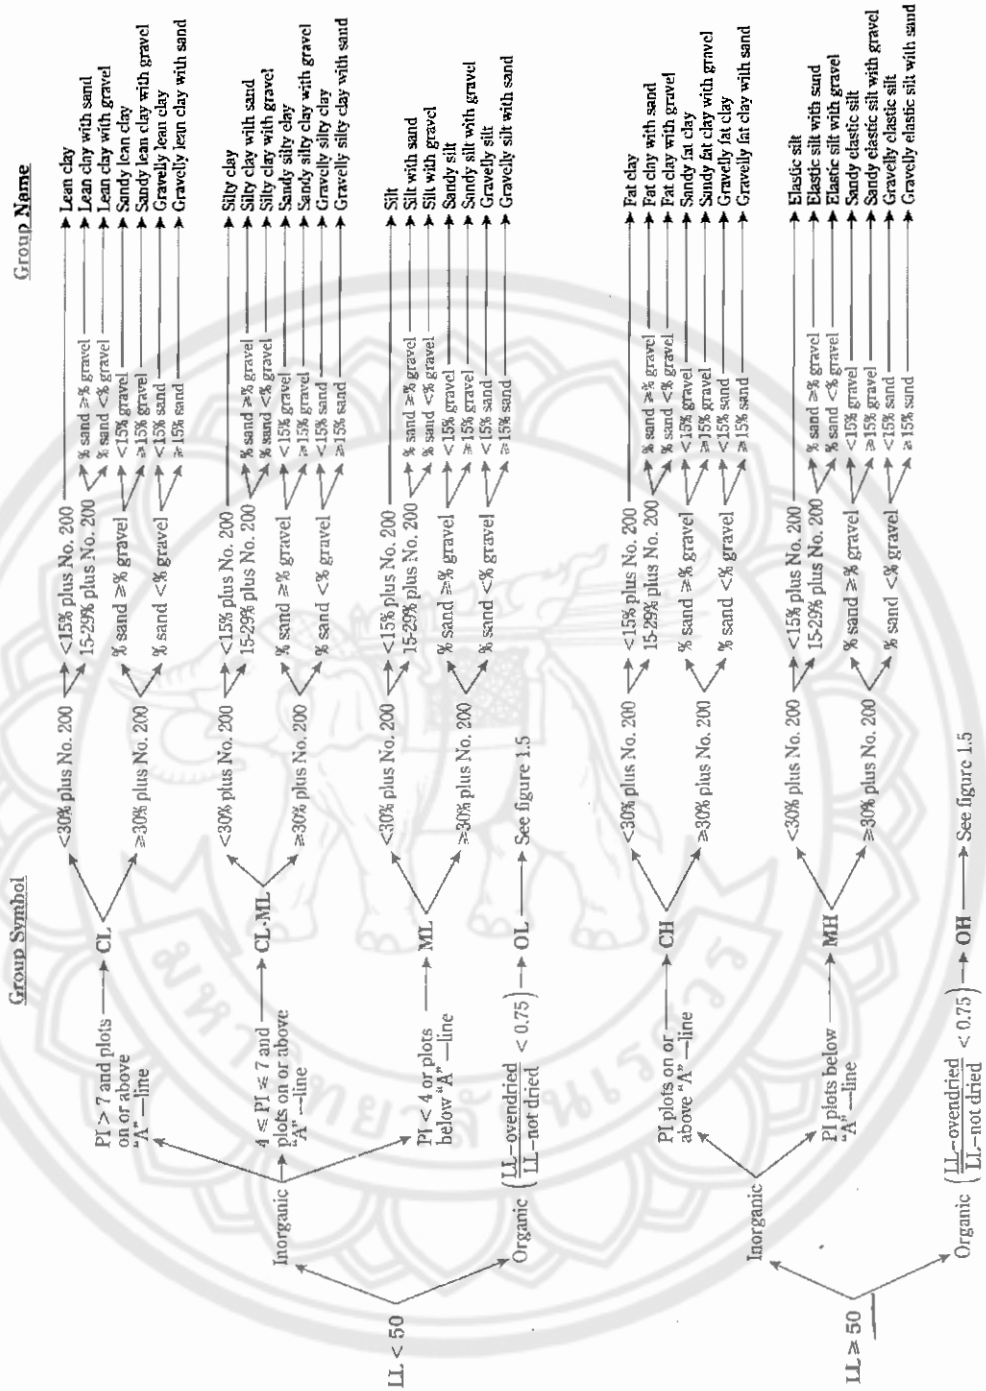 Group Symbol
Group Name
LL < 50
Inorganic
PI > 7 and plots
on or above
“A” —line
CL
<30% plus No. 200
<15% plus No. 200
Lean clay
15-29% plus No. 200
% sand ≥% gravel
Lean clay with sand
% sand <% gravel
Lean clay with gravel
≥30% plus No. 200
% sand ≥% gravel
<15% gravel
Sandy lean clay
≥15% gravel
Sandy lean clay with gravel
% sand <% gravel
<15% sand
Gravelly lean clay
≥15% sand
Gravelly lean clay with sand
4 ≤ PI ≤ 7 and
plots on or above
“A” —line
CL-ML
<30% plus No. 200
<15% plus No. 200
Silty clay
15-29% plus No. 200
% sand ≥% gravel
Silty clay with sand
% sand <% gravel
Silty clay with gravel
≥30% plus No. 200
% sand ≥% gravel
<15% gravel
Sandy silty clay
≥15% gravel
Sandy silty clay with gravel
% sand <% gravel
<15% sand
Gravelly silty clay
≥15% sand
Gravelly silty clay with sand
PI < 4 or plots
below “A” —line
ML
<30% plus No. 200
<15% plus No. 200
Silt
15-29% plus No. 200
% sand ≥% gravel
Silt with sand
% sand <% gravel
Silt with gravel
≥30% plus No. 200
% sand ≥% gravel
<15% gravel
Sandy silt
≥15% gravel
Sandy silt with gravel
% sand <% gravel
<15% sand
Gravelly silt
≥15% sand
Gravelly silt with sand
Organic (LL—ovendried / LL—not dried < 0.75)
OL
See figure 1.5
LL ≥ 50
Inorganic
PI plots on or
above “A” —line
CH
<30% plus No. 200
<15% plus No. 200
Fat clay
15-29% plus No. 200
% sand ≥% gravel
Fat clay with sand
% sand <% gravel
Fat clay with gravel
≥30% plus No. 200
% sand ≥% gravel
<15% gravel
Sandy fat clay
≥15% gravel
Sandy fat clay with gravel
% sand <% gravel
<15% sand
Gravelly fat clay
≥15% sand
Gravelly fat clay with sand
PI plots below
“A” —line
MH
<30% plus No. 200
<15% plus No. 200
Elastic silt
15-29% plus No. 200
% sand ≥% gravel
Elastic silt with sand
% sand <% gravel
Elastic silt with gravel
≥30% plus No. 200
% sand ≥% gravel
<15% gravel
Sandy elastic silt
≥15% gravel
Sandy elastic silt with gravel
% sand <% gravel
<15% sand
Gravelly elastic silt
≥15% sand
Gravelly elastic silt with sand
Organic (LL—ovendried / LL—not dried < 0.75)
OH
See figure 1.5
มหาวิทยาลัยนเรศวร